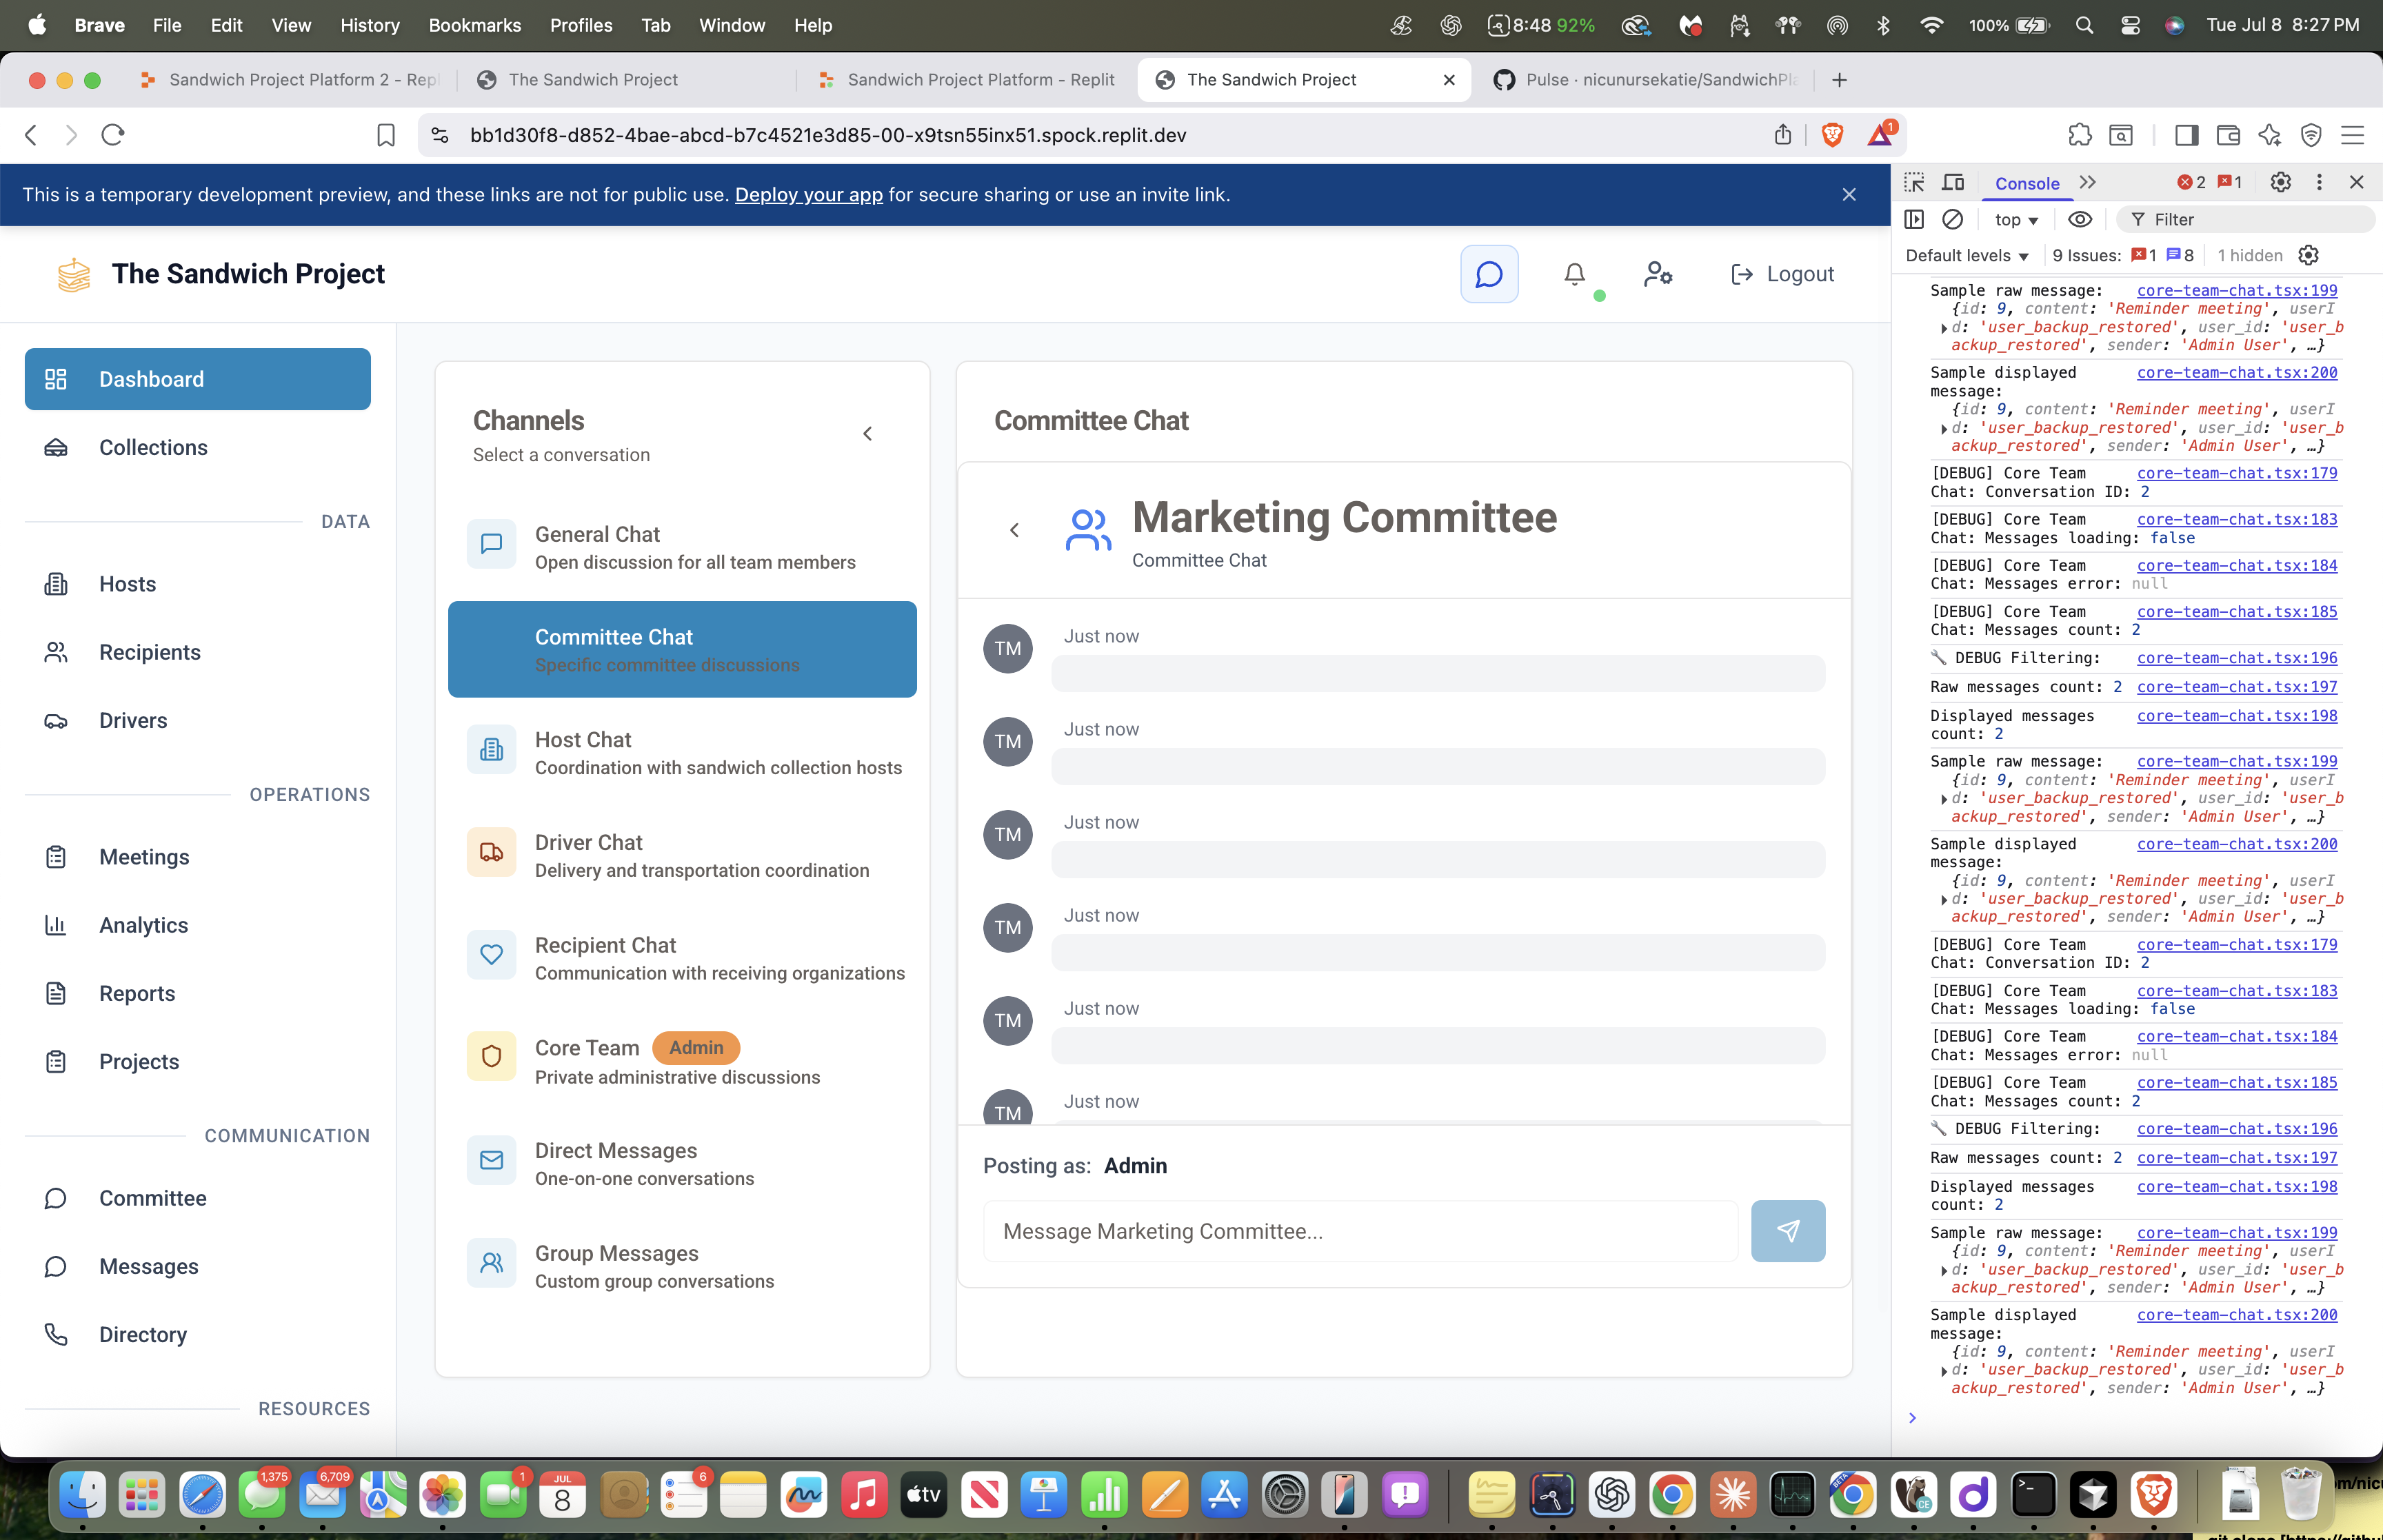 Brave File Edit View History Bookmarks Profiles Tab Window Help 8:48 92% 100% Tue Jul 8 8:27 PM
Sandwich Project Platform 2 - Repl The Sandwich Project Sandwich Project Platform - Replit The Sandwich Project Pulse · nicunursekatie/SandwichPla
bb1d30f8-d852-4bae-abcd-b7c4521e3d85-00-x9tsn55inx51.spock.replit.dev 1
This is a temporary development preview, and these links are not for public use. Deploy your app for secure sharing or use an invite link.
The Sandwich Project
Logout
Dashboard
Collections
DATA
Hosts
Recipients
Drivers
OPERATIONS
Meetings
Analytics
Reports
Projects
COMMUNICATION
Committee
Messages
Directory
RESOURCES
Channels
Select a conversation
General Chat
Open discussion for all team members
Committee Chat
Specific committee discussions
Host Chat
Coordination with sandwich collection hosts
Driver Chat
Delivery and transportation coordination
Recipient Chat
Communication with receiving organizations
Core Team Admin
Private administrative discussions
Direct Messages
One-on-one conversations
Group Messages
Custom group conversations
Committee Chat
Marketing Committee
Committee Chat
TM Just now
TM Just now
TM Just now
TM Just now
TM Just now
TM Just now
Posting as: Admin
Message Marketing Committee...
Console 2 1
top Filter
Default levels 9 Issues: 1 8 1 hidden
Sample raw message: core-team-chat.tsx:199
{id: 9, content: 'Reminder meeting', userI
d: 'user_backup_restored', user_id: 'user_b
ackup_restored', sender: 'Admin User', …}
Sample displayed core-team-chat.tsx:200
message:
{id: 9, content: 'Reminder meeting', userI
d: 'user_backup_restored', user_id: 'user_b
ackup_restored', sender: 'Admin User', …}
[DEBUG] Core Team core-team-chat.tsx:179
Chat: Conversation ID: 2
[DEBUG] Core Team core-team-chat.tsx:183
Chat: Messages loading: false
[DEBUG] Core Team core-team-chat.tsx:184
Chat: Messages error: null
[DEBUG] Core Team core-team-chat.tsx:185
Chat: Messages count: 2
DEBUG Filtering: core-team-chat.tsx:196
Raw messages count: 2 core-team-chat.tsx:197
Displayed messages core-team-chat.tsx:198
count: 2
Sample raw message: core-team-chat.tsx:199
{id: 9, content: 'Reminder meeting', userI
d: 'user_backup_restored', user_id: 'user_b
ackup_restored', sender: 'Admin User', …}
Sample displayed core-team-chat.tsx:200
message:
{id: 9, content: 'Reminder meeting', userI
d: 'user_backup_restored', user_id: 'user_b
ackup_restored', sender: 'Admin User', …}
[DEBUG] Core Team core-team-chat.tsx:179
Chat: Conversation ID: 2
[DEBUG] Core Team core-team-chat.tsx:183
Chat: Messages loading: false
[DEBUG] Core Team core-team-chat.tsx:184
Chat: Messages error: null
[DEBUG] Core Team core-team-chat.tsx:185
Chat: Messages count: 2
DEBUG Filtering: core-team-chat.tsx:196
Raw messages count: 2 core-team-chat.tsx:197
Displayed messages core-team-chat.tsx:198
count: 2
Sample raw message: core-team-chat.tsx:199
{id: 9, content: 'Reminder meeting', userI
d: 'user_backup_restored', user_id: 'user_b
ackup_restored', sender: 'Admin User', …}
Sample displayed core-team-chat.tsx:200
message:
{id: 9, content: 'Reminder meeting', userI
d: 'user_backup_restored', user_id: 'user_b
ackup_restored', sender: 'Admin User', …}
1,375 6,709 1 JUL 8 6 tv BETA CE